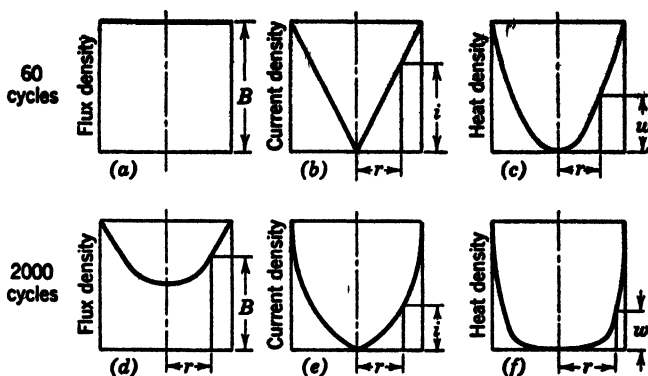 60
cycles
Flux density
B
(a)
Current density
i
r
(b)
Heat density
w
r
(c)
2000
cycles
Flux density
B
r
(d)
Current density
i
r
(e)
Heat density
w
r
(f)